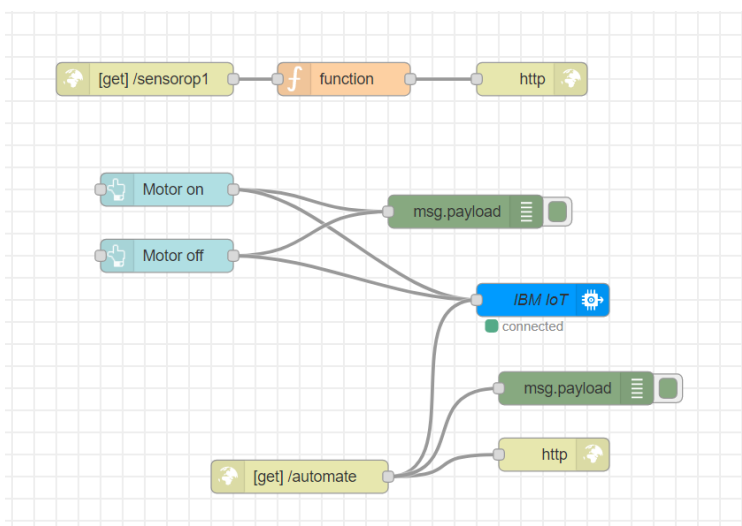 [get] /sensorop1
function
http
Motor on
msg.payload
Motor off
IBM IoT
connected
msg.payload
http
[get] /automate